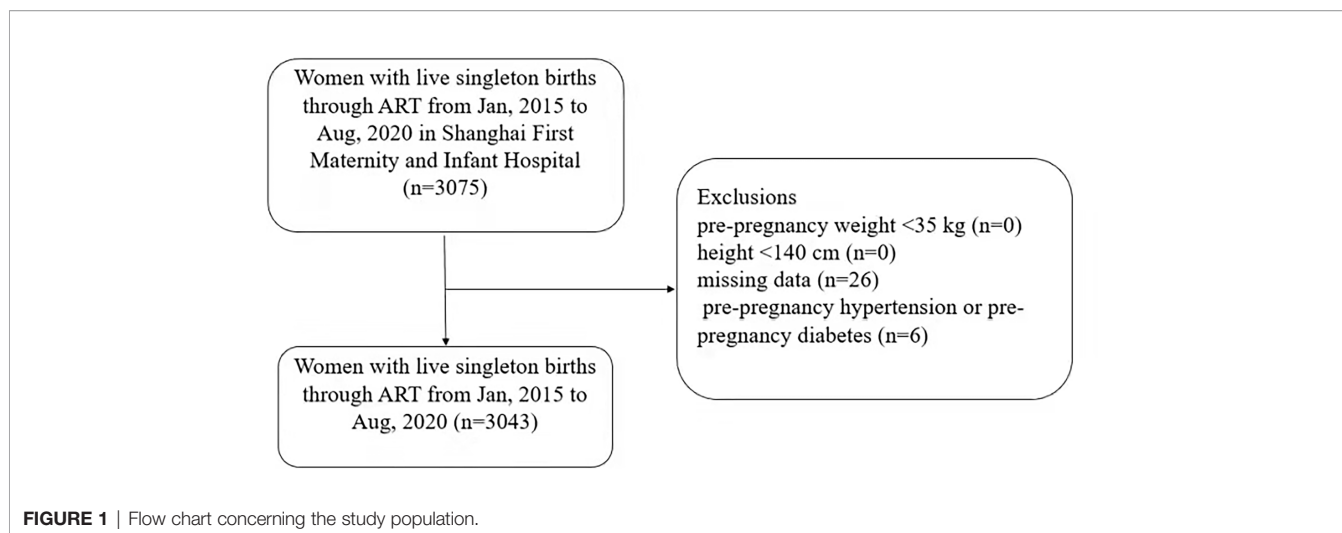 Women with live singleton births
through ART from Jan, 2015 to
Aug, 2020 in Shanghai First
Maternity and Infant Hospital
(n=3075)
Exclusions
pre-pregnancy weight <35 kg (n=0)
height <140 cm (n=0)
missing data (n=26)
pre-pregnancy hypertension or pre-
pregnancy diabetes (n=6)
Women with live singleton births
through ART from Jan, 2015 to
Aug, 2020 (n=3043)
FIGURE 1 | Flow chart concerning the study population.